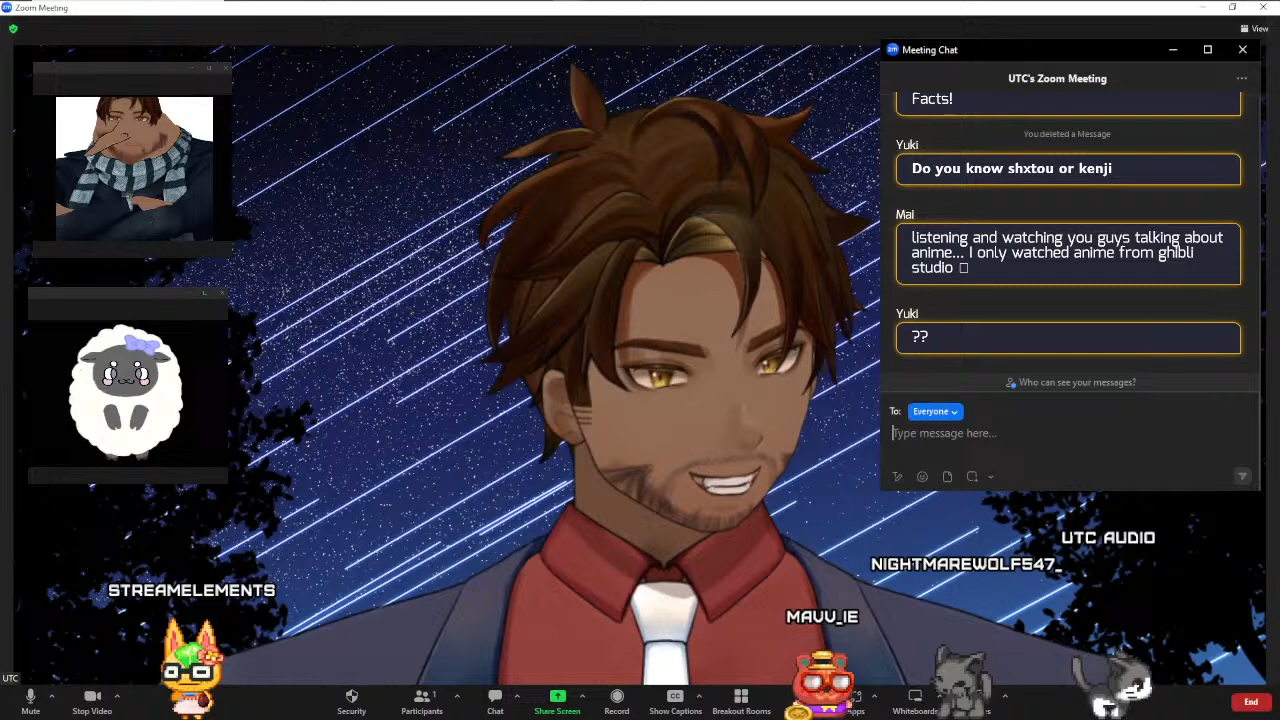 Zoom Meeting
View
Meeting Chat
UTC's Zoom Meeting
Facts!
You deleted a Message
Yuki
Do you know shxtou or kenji
Mai
listening and watching you guys talking about
anime... I only watched anime from ghibli
studio
Yuki
??
Who can see your messages?
To: Everyone
Type message here...
UTC AUDIO
NIGHTMAREWOLF547_
STREAMELEMENTS
MAVV_IE
UTC
Mute
Stop Video
Security
Participants
1
Chat
Share Screen
Record
CC
Show Captions
Breakout Rooms
Apps
Whiteboards
End